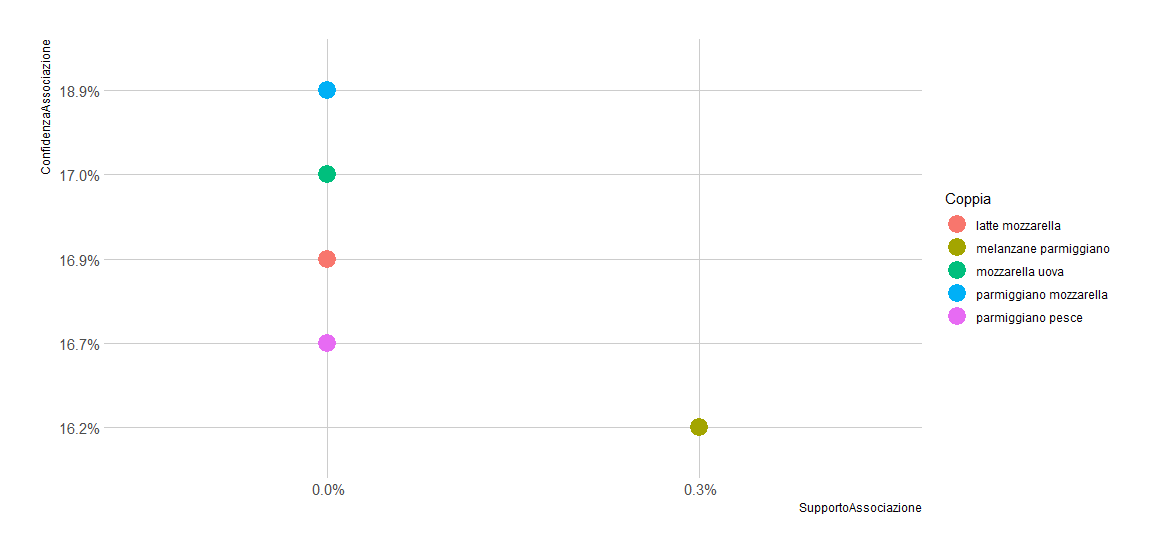 ConfidenzaAssociazione
18.9%
17.0%
16.9%
16.7%
16.2%
0.0%
0.3%
SupportoAssociazione
Coppia
latte mozzarella
melanzane parmiggiano
mozzarella uova
parmiggiano mozzarella
parmiggiano pesce